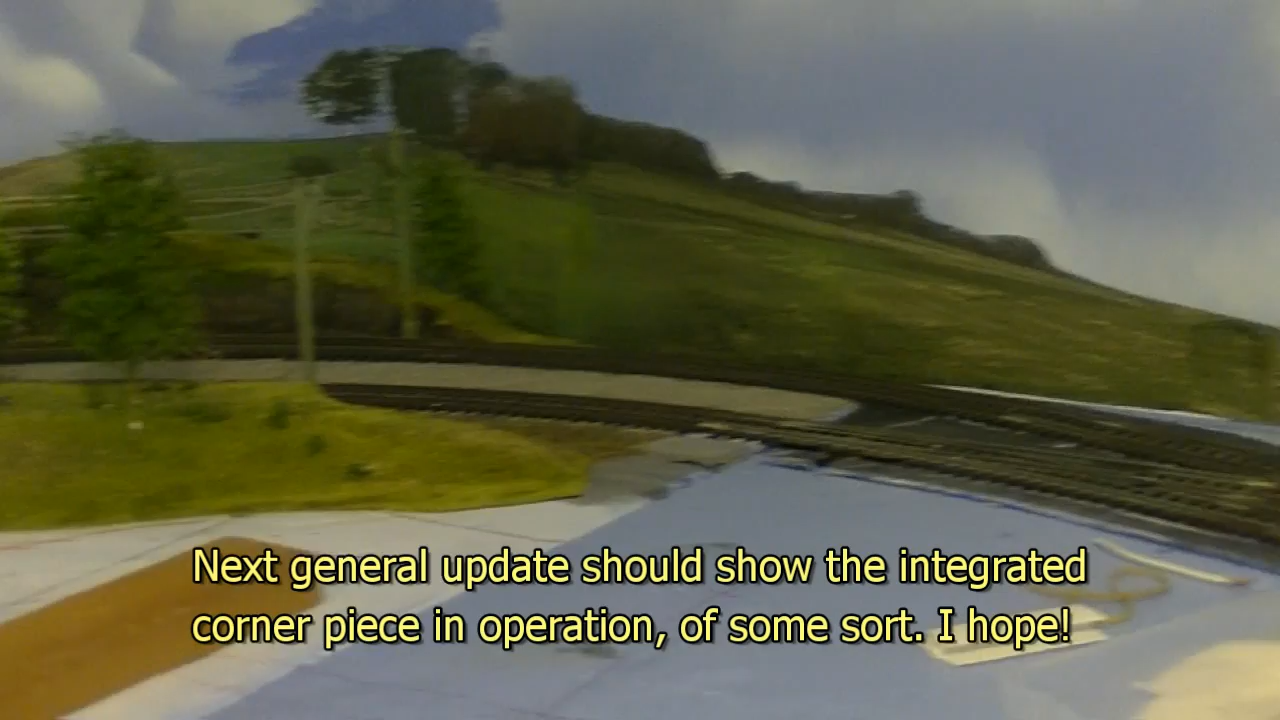 Next general update should show the integrated
corner piece in operation, of some sort. I hope!